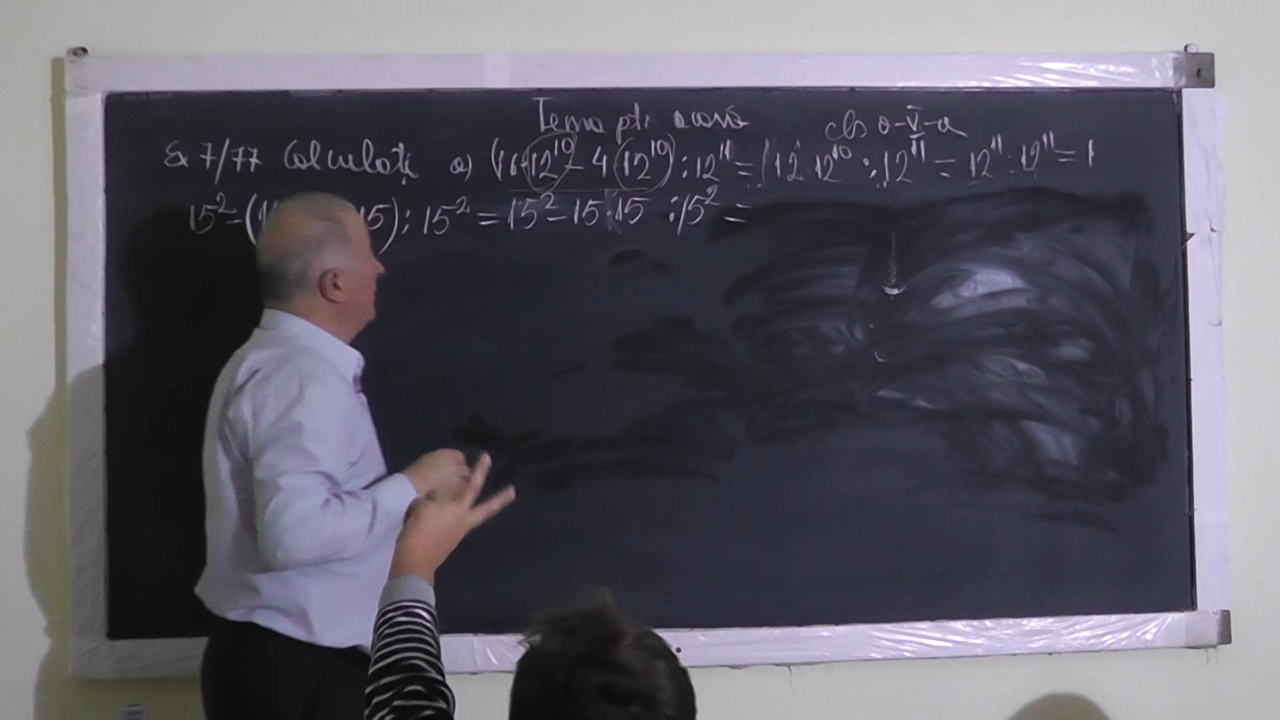 Tema ptr. acasă
cls a-V-a
Ex 7/77 Calculați a) (16·12¹⁰ - 4·12¹⁰) : 12¹¹ = 12·12¹⁰ : 12¹¹ = 12¹¹ : 12¹¹ = 1
15² - ( 15) : 15² = 15² - 15·15 : 15² =